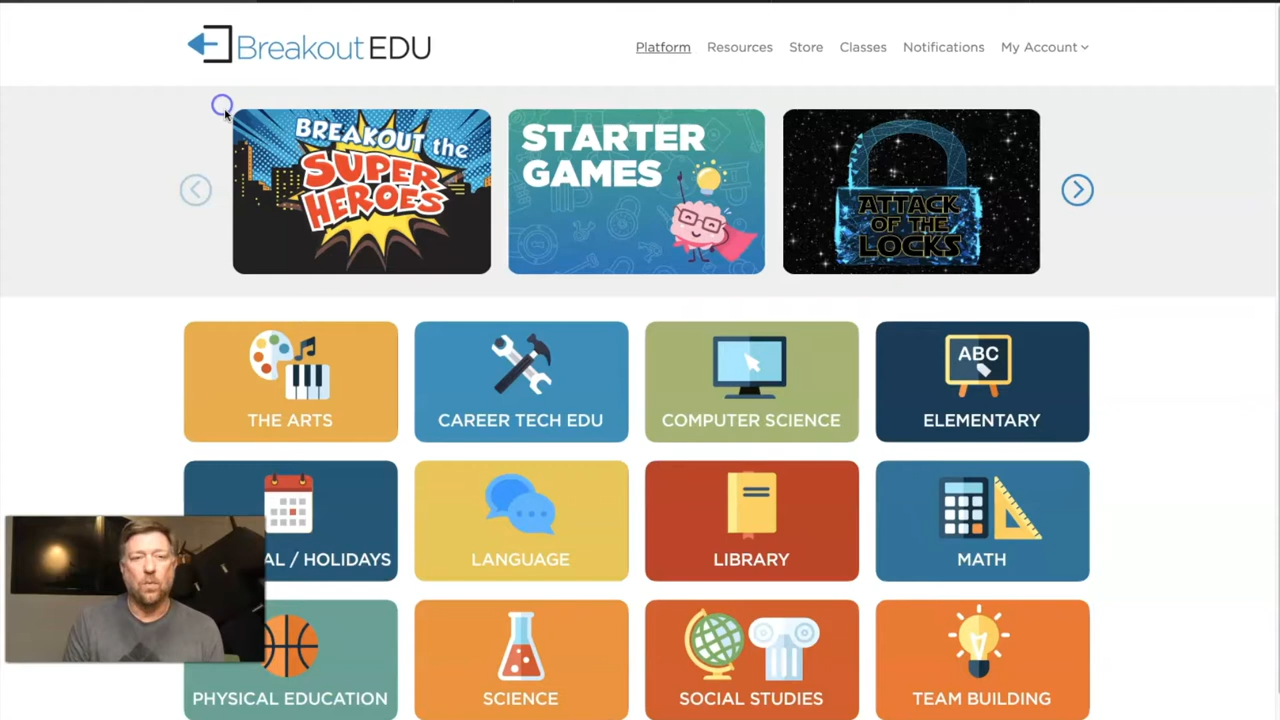 Breakout EDU
Platform Resources Store Classes Notifications My Account
BREAKOUT the
SUPER
HEROES
STARTER
GAMES
ATTACK
OF THE
LOCKS
THE ARTS
CAREER TECH EDU
COMPUTER SCIENCE
ABC
ELEMENTARY
AL / HOLIDAYS
LANGUAGE
LIBRARY
MATH
PHYSICAL EDUCATION
SCIENCE
SOCIAL STUDIES
TEAM BUILDING